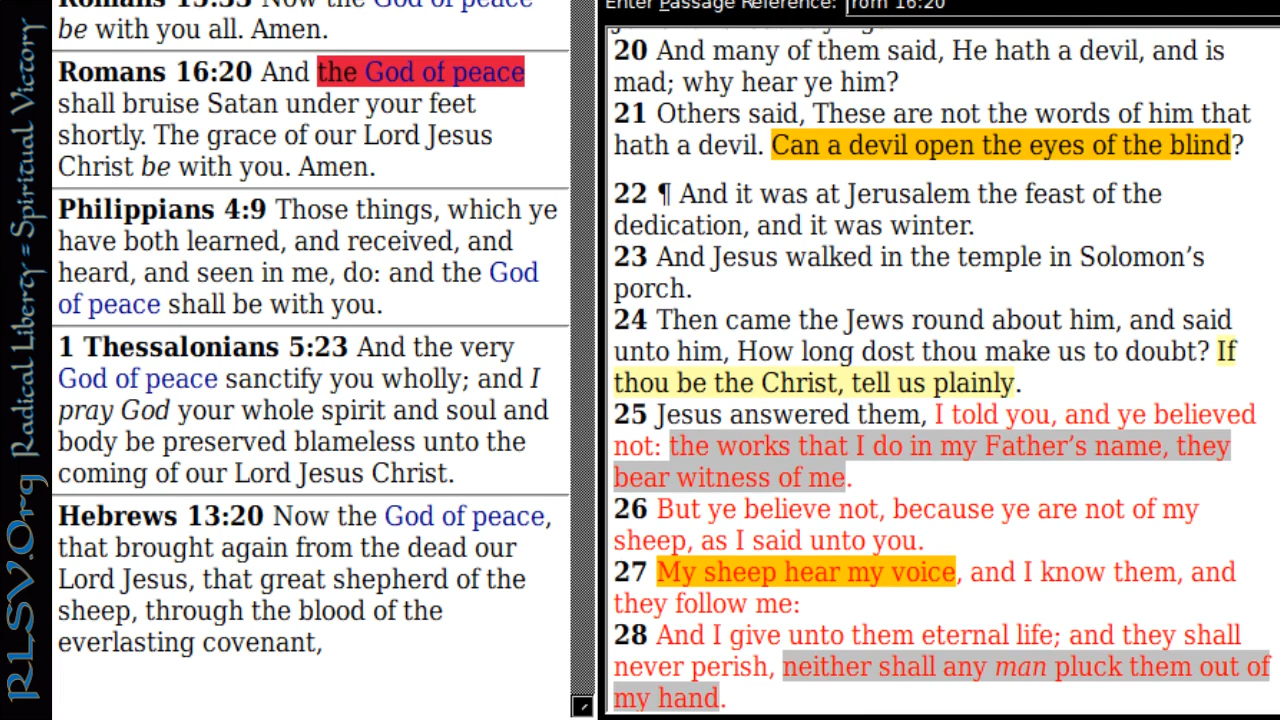 RLSV.Org Radical Liberty = Spiritual Victory
Romans 15:33 Now the God of peace
be with you all. Amen.
Romans 16:20 And the God of peace
shall bruise Satan under your feet
shortly. The grace of our Lord Jesus
Christ be with you. Amen.
Philippians 4:9 Those things, which ye
have both learned, and received, and
heard, and seen in me, do: and the God
of peace shall be with you.
1 Thessalonians 5:23 And the very
God of peace sanctify you wholly; and I
pray God your whole spirit and soul and
body be preserved blameless unto the
coming of our Lord Jesus Christ.
Hebrews 13:20 Now the God of peace,
that brought again from the dead our
Lord Jesus, that great shepherd of the
sheep, through the blood of the
everlasting covenant,
Enter Passage Reference: rom 16:20
20 And many of them said, He hath a devil, and is
mad; why hear ye him?
21 Others said, These are not the words of him that
hath a devil. Can a devil open the eyes of the blind?
22 ¶ And it was at Jerusalem the feast of the
dedication, and it was winter.
23 And Jesus walked in the temple in Solomon’s
porch.
24 Then came the Jews round about him, and said
unto him, How long dost thou make us to doubt? If
thou be the Christ, tell us plainly.
25 Jesus answered them, I told you, and ye believed
not: the works that I do in my Father’s name, they
bear witness of me.
26 But ye believe not, because ye are not of my
sheep, as I said unto you.
27 My sheep hear my voice, and I know them, and
they follow me:
28 And I give unto them eternal life; and they shall
never perish, neither shall any man pluck them out of
my hand.